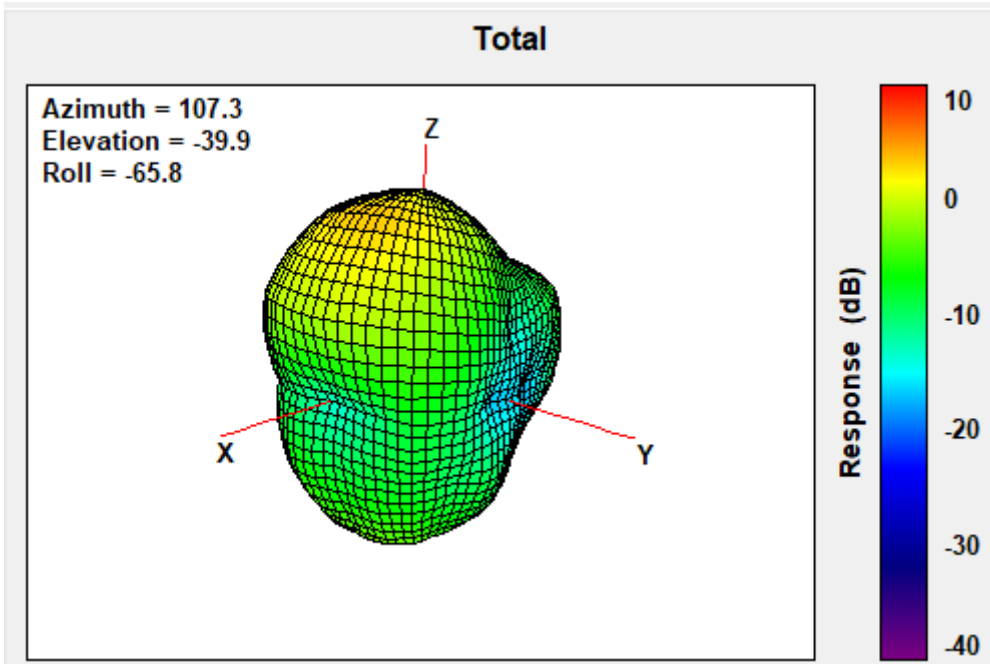 Total
Azimuth = 107.3
Elevation = -39.9
Roll = -65.8
Z
X
Y
Response (dB)
10
0
-10
-20
-30
-40